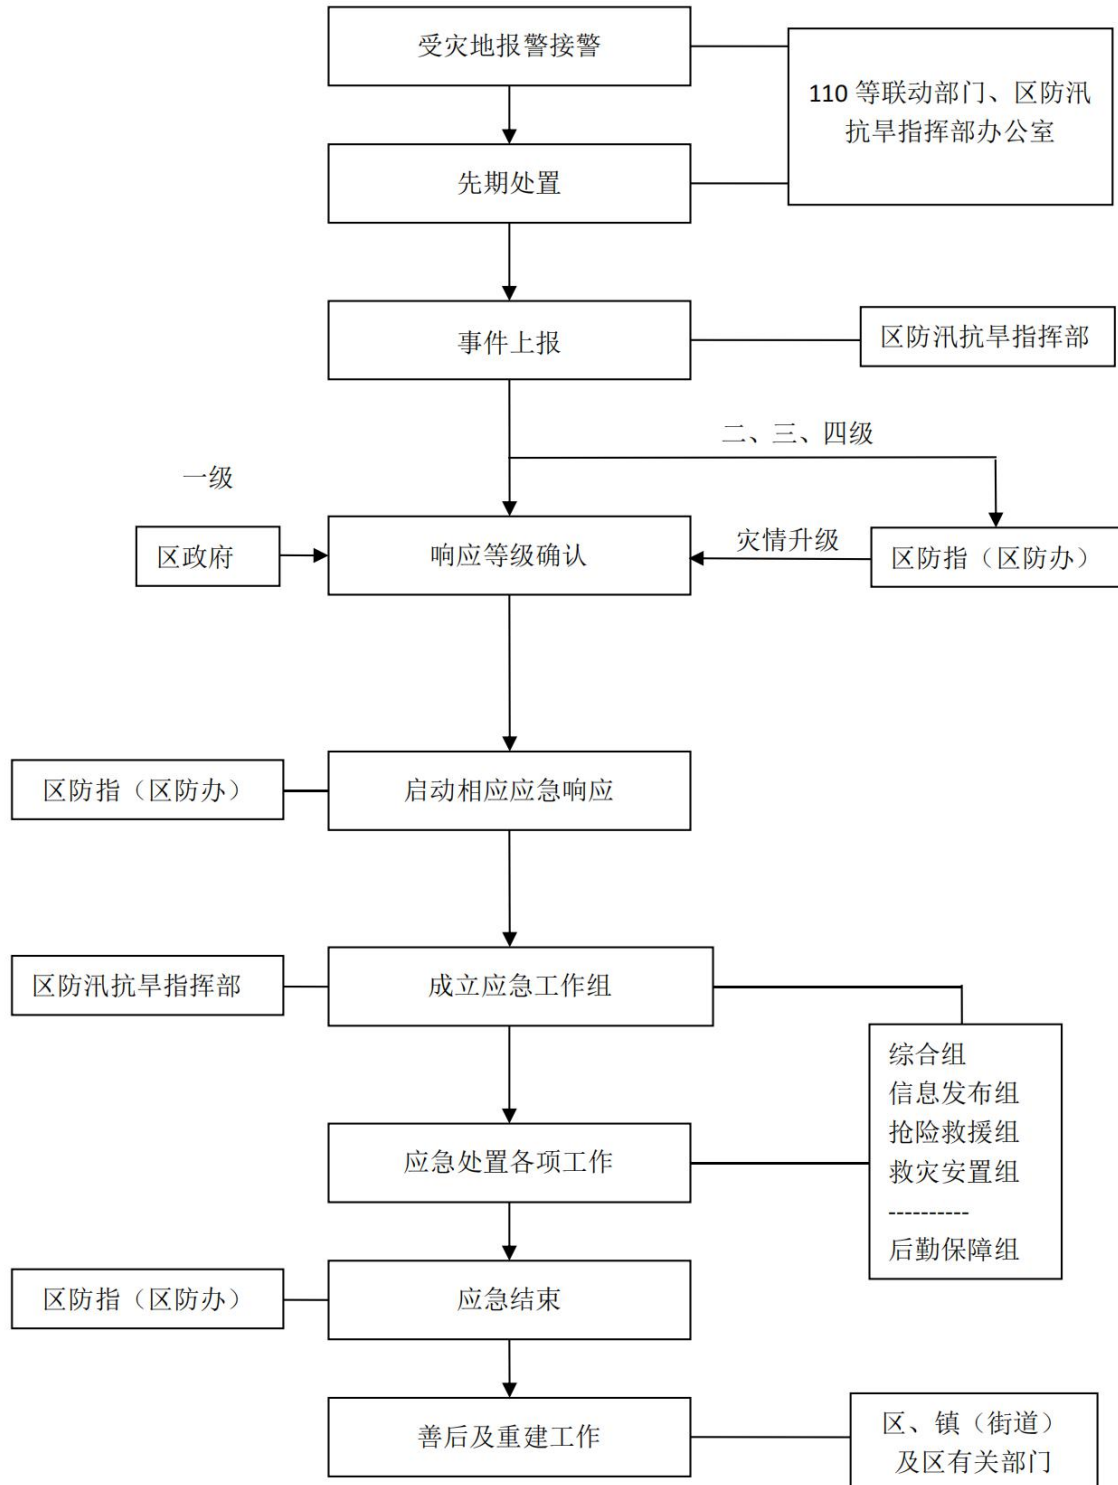 受灾地报警接警
110 等联动部门、区防汛
抗旱指挥部办公室
先期处置
事件上报
区防汛抗旱指挥部
二、三、四级
一级
区政府
响应等级确认
灾情升级
区防指（区防办）
区防指（区防办）
启动相应应急响应
区防汛抗旱指挥部
成立应急工作组
综合组
信息发布组
抢险救援组
救灾安置组
----------
后勤保障组
应急处置各项工作
区防指（区防办）
应急结束
善后及重建工作
区、镇（街道）
及区有关部门